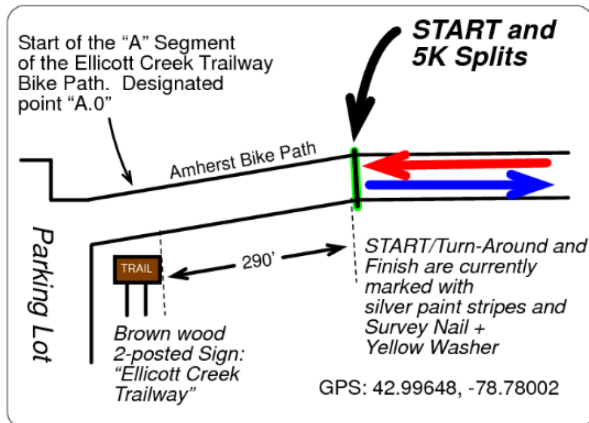 START and
5K Splits
Start of the “A” Segment
of the Ellicott Creek Trailway
Bike Path.  Designated
point “A.0”
Amherst Bike Path
Parking Lot
TRAIL
290’
Brown wood
2-posted Sign:
“Ellicott Creek
Trailway”
START/Turn-Around and
Finish are currently
marked with
silver paint stripes and
Survey Nail +
Yellow Washer
GPS: 42.99648, -78.78002